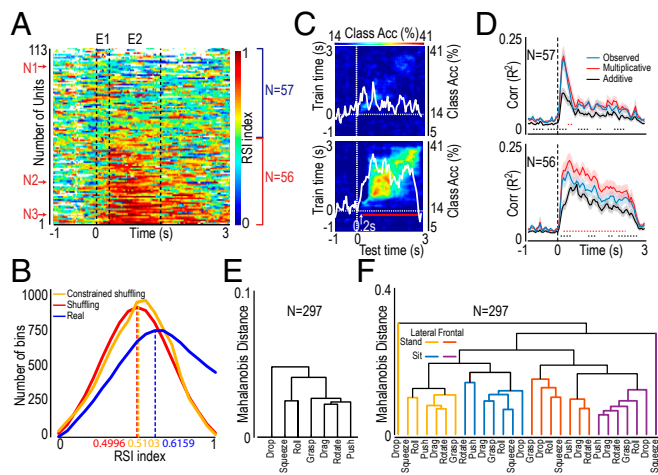 A
E1
E2
113
N1
N2
N3
1
Number of Units
-1
0
3
Time (s)
1
0
RSI index
N=57
N=56
B
Constrained shuffling
Shuffling
Real
1000
750
500
250
0
Number of bins
0
0.4996
0.5103
0.6159
1
RSI index
C
14
Class Acc (%)
41
3
0
-1
Train time (s)
41
14
5
Class Acc (%)
3
0
-1
Train time (s)
41
14
5
Class Acc (%)
0.2s
-1
0
3
Test time (s)
D
0.25
N=57
Observed
Multiplicative
Additive
Corr (R²)
0
0.25
N=56
Corr (R²)
0
-1
0
3
Time (s)
E
0.1
N=297
Mahalanobis Distance
0
Drop
Squeeze
Roll
Grasp
Drag
Rotate
Push
F
0.4
N=297
Lateral Frontal
Stand
Sit
Mahalanobis Distance
0
Drop
Squeeze
Roll
Push
Drag
Grasp
Rotate
Push
Drag
Grasp
Roll
Rotate
Drop
Squeeze
Grasp
Drop
Roll
Squeeze
Drag
Rotate
Push
Push
Grasp
Rotate
Drag
Roll
Drop
Squeeze